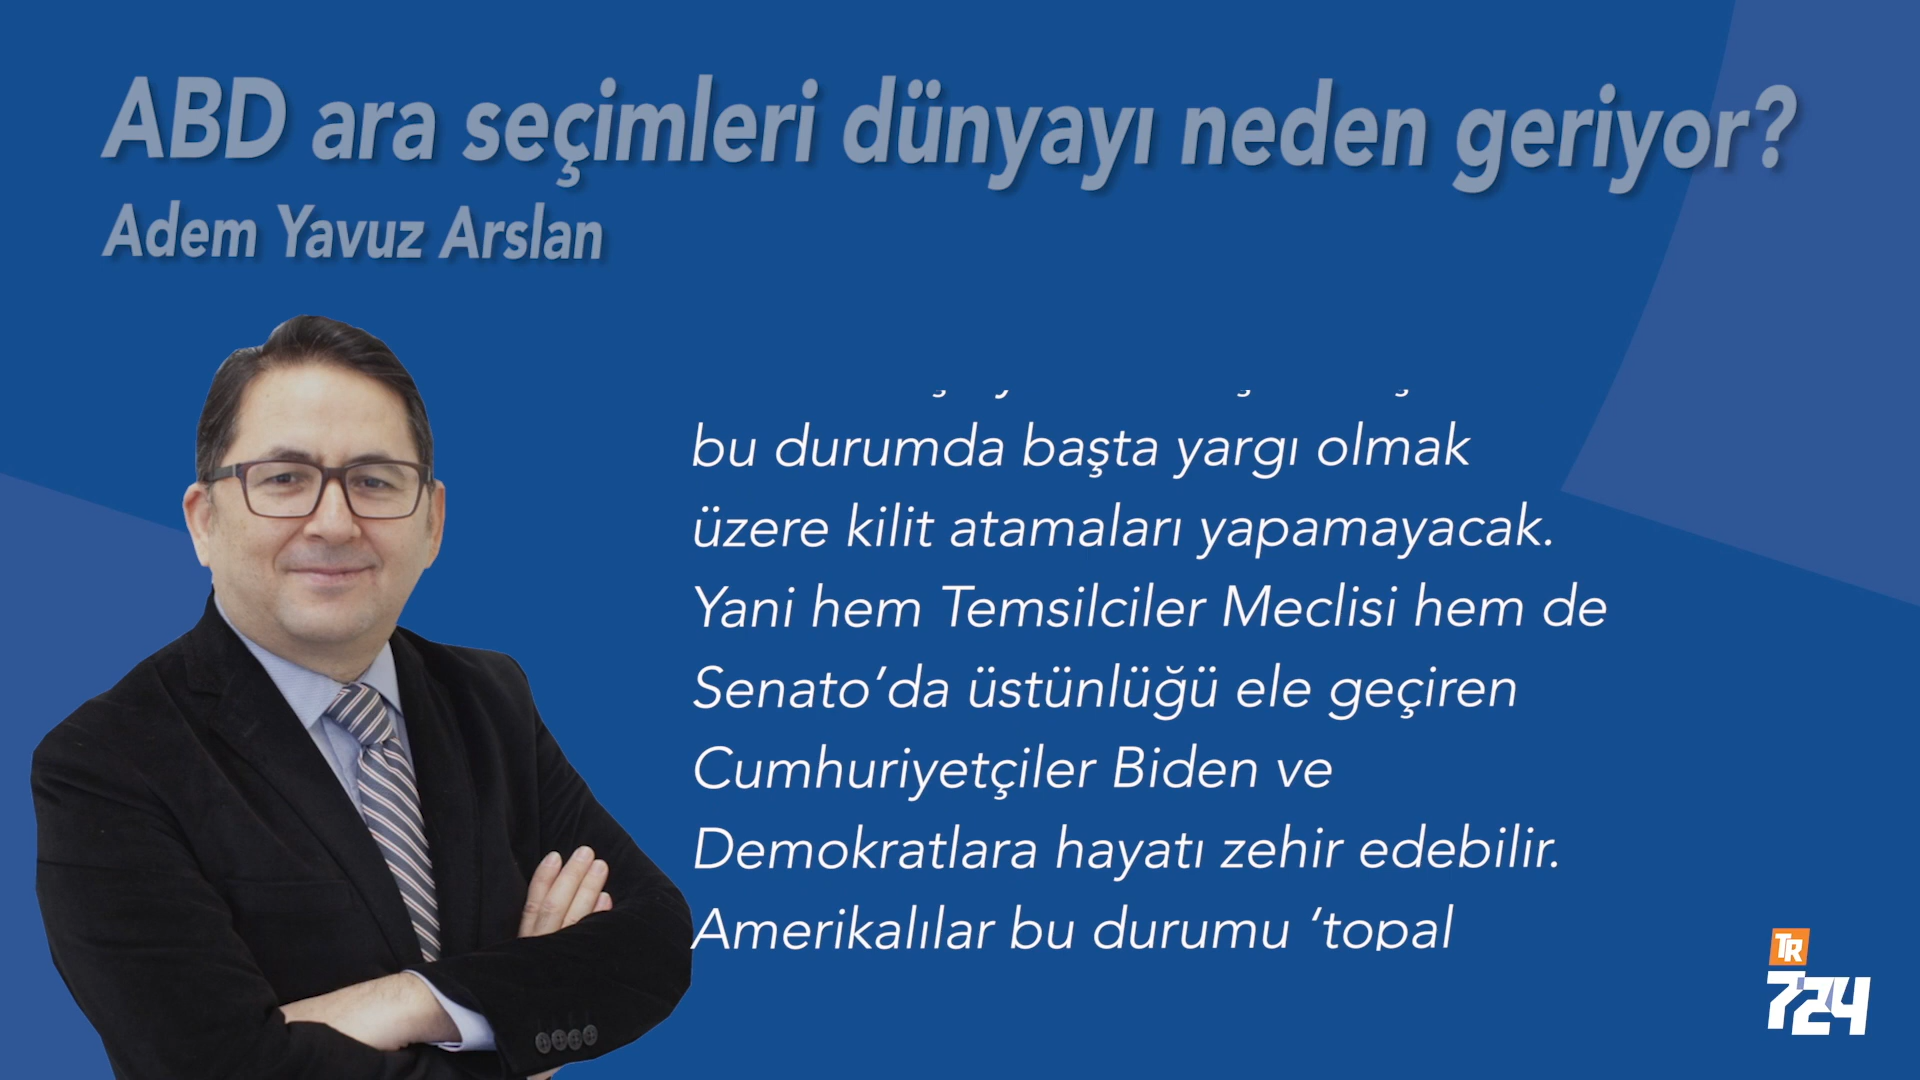 ABD ara seçimleri dünyayı neden geriyor?
Adem Yavuz Arslan
bu durumda başta yargı olmak
üzere kilit atamaları yapamayacak.
Yani hem Temsilciler Meclisi hem de
Senato’da üstünlüğü ele geçiren
Cumhuriyetçiler Biden ve
Demokratlara hayatı zehir edebilir.
Amerikalılar bu durumu ‘topal
TR
724